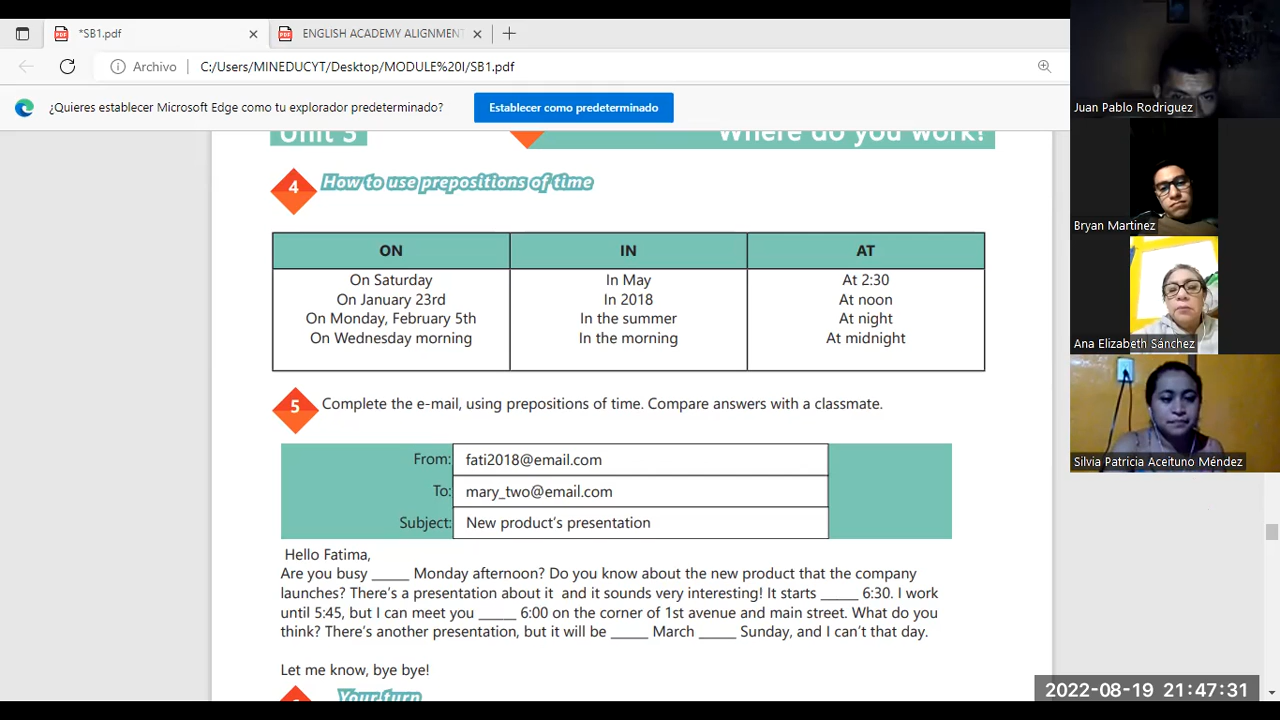 *SB1.pdf
ENGLISH ACADEMY ALIGNMENT
Archivo
C:/Users/MINEDUCYT/Desktop/MODULE%20I/SB1.pdf
¿Quieres establecer Microsoft Edge como tu explorador predeterminado?
Establecer como predeterminado
Unit 3
Where do you work?
4
How to use prepositions of time
ON IN AT
On Saturday In May At 2:30
On January 23rd In 2018 At noon
On Monday, February 5th In the summer At night
On Wednesday morning In the morning At midnight
5
Complete the e-mail, using prepositions of time. Compare answers with a classmate.
From: fati2018@email.com
To: mary_two@email.com
Subject: New product's presentation
Hello Fatima,
Are you busy _____ Monday afternoon? Do you know about the new product that the company
launches? There's a presentation about it and it sounds very interesting! It starts _____ 6:30. I work
until 5:45, but I can meet you _____ 6:00 on the corner of 1st avenue and main street. What do you
think? There's another presentation, but it will be _____ March _____ Sunday, and I can't that day.
Let me know, bye bye!
Your turn
Juan Pablo Rodriguez
Bryan Martinez
Ana Elizabeth Sánchez
Silvia Patricia Aceituno Méndez
2022-08-19 21:47:31